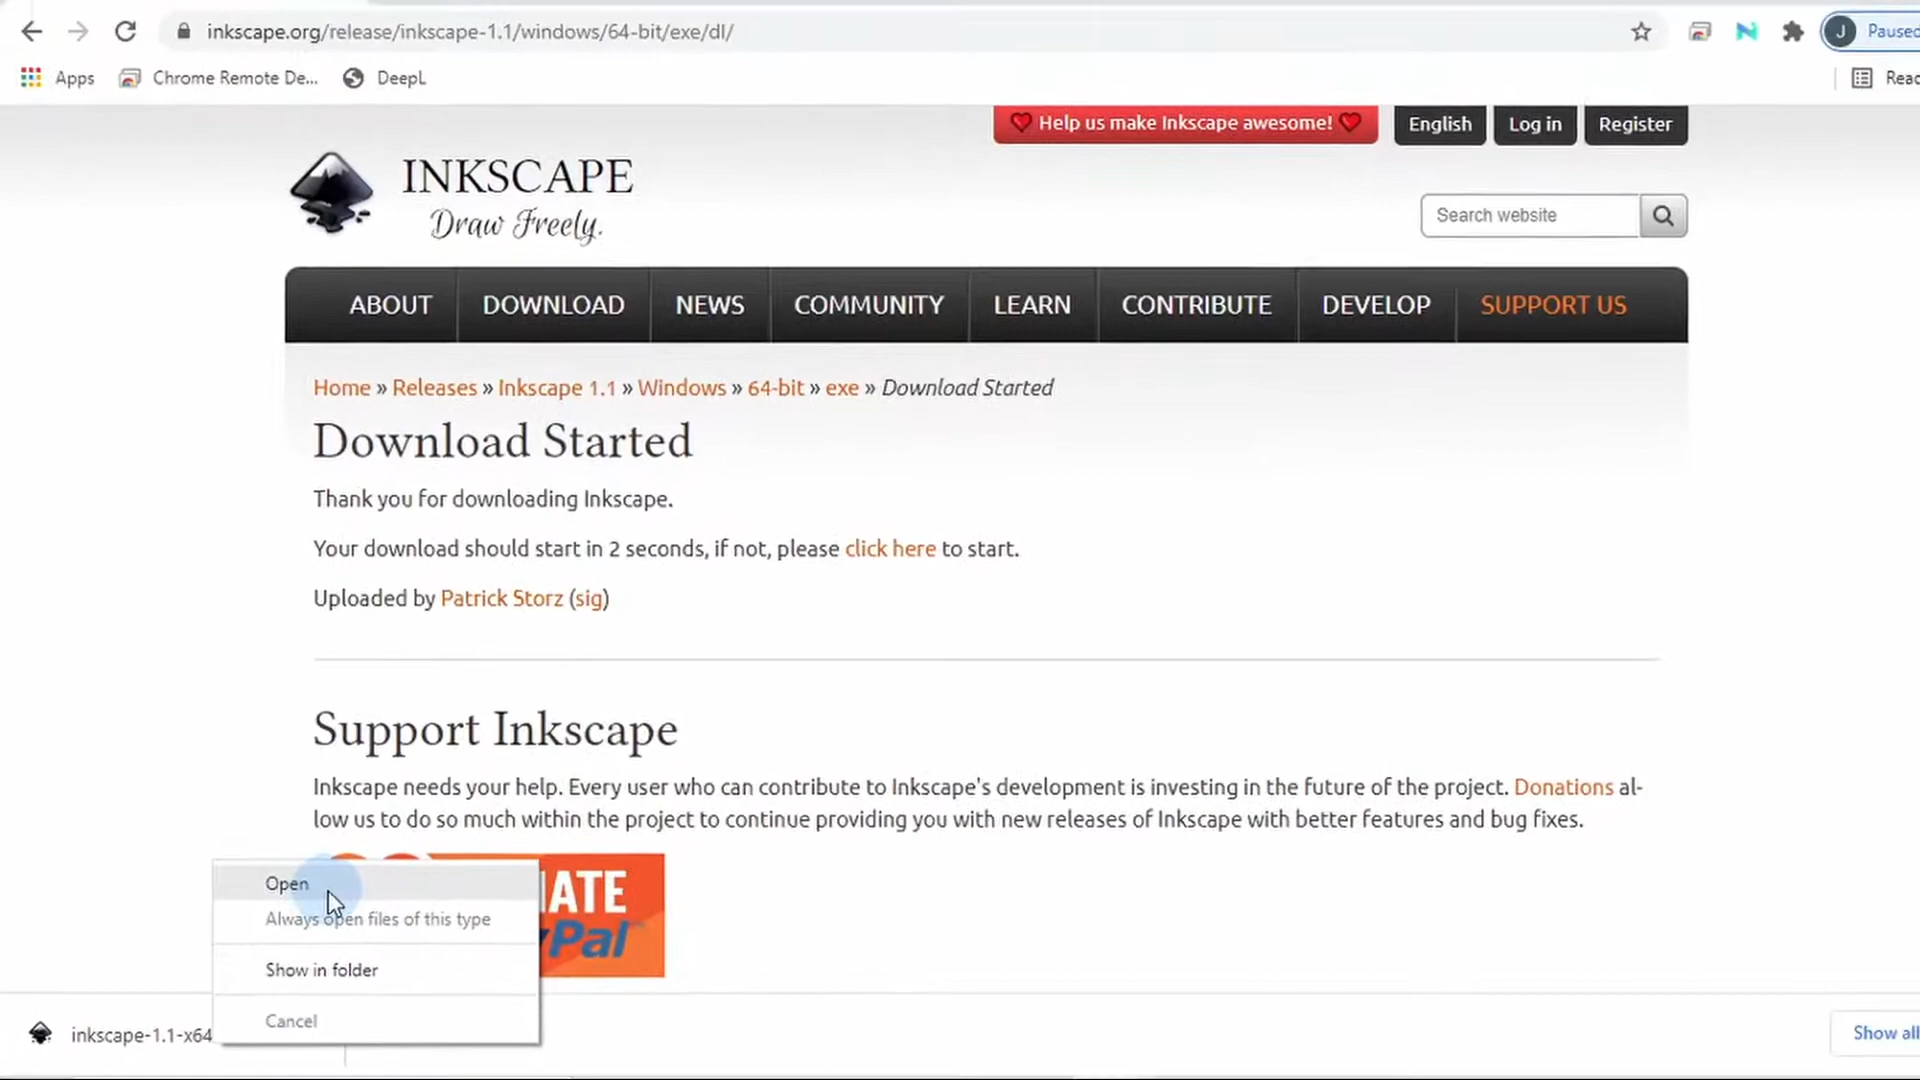 inkscape.org/release/inkscape-1.1/windows/64-bit/exe/dl/
J Paused
Apps Chrome Remote De... DeepL
Help us make Inkscape awesome! English Log in Register
INKSCAPE
Draw Freely.
Search website
ABOUT DOWNLOAD NEWS COMMUNITY LEARN CONTRIBUTE DEVELOP SUPPORT US
Home » Releases » Inkscape 1.1 » Windows » 64-bit » exe » Download Started
Download Started
Thank you for downloading Inkscape.
Your download should start in 2 seconds, if not, please click here to start.
Uploaded by Patrick Storz (sig)
Support Inkscape
Inkscape needs your help. Every user who can contribute to Inkscape's development is investing in the future of the project. Donations al-
low us to do so much within the project to continue providing you with new releases of Inkscape with better features and bug fixes.
Open
Always open files of this type
Show in folder
Cancel
inkscape-1.1-x64
Show all